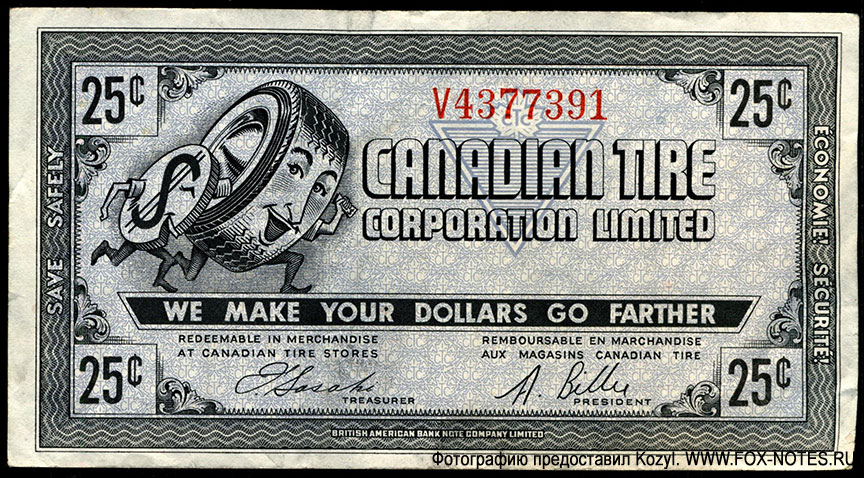 25¢
25¢
V4377391
CANADIAN TIRE
CORPORATION LIMITED
SAVE SAFELY
ÉCONOMIE, SÉCURITÉ!
$
WE MAKE YOUR DOLLARS GO FARTHER
REDEEMABLE IN MERCHANDISE
AT CANADIAN TIRE STORES
REMBOURSABLE EN MARCHANDISE
AUX MAGASINS CANADIAN TIRE
25¢
25¢
TREASURER
A. Billes
PRESIDENT
BRITISH AMERICAN BANK NOTE COMPANY LIMITED
Фотографию предоставил Kozyl. WWW.FOX-NOTES.RU